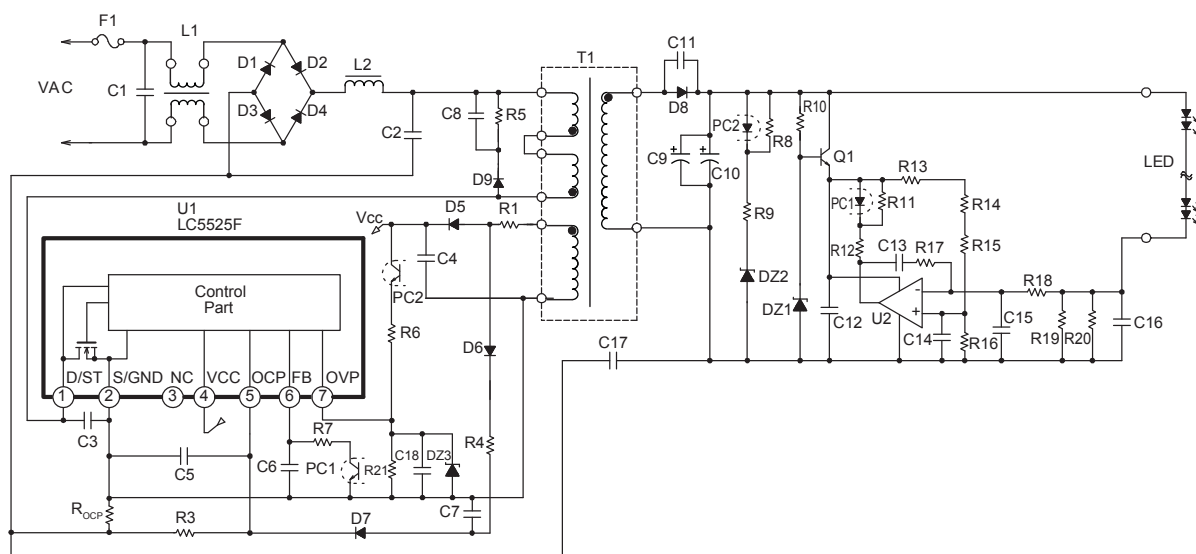 F1
L1
T1
C11
D1
D2
L2
VAC
C1
D8
R10
D3
D4
C8
R5
PC2
R8
C2
C9
C10
Q1
LED
D9
R13
U1
LC5525F
Vcc
D5
R1
PC1
R11
R14
R9
C4
R12
C13
R17
R15
Control
Part
PC2
DZ2
R18
R6
DZ1
U2
C12
C14
C15
R16
R19
R20
C16
D6
C17
D/ST
S/GND
NC
VCC
OCP
FB
OVP
1
2
3
4
5
6
7
C3
R7
R4
C5
C6
PC1
R21
C18
DZ3
ROCP
R3
D7
C7
+
+
-
+